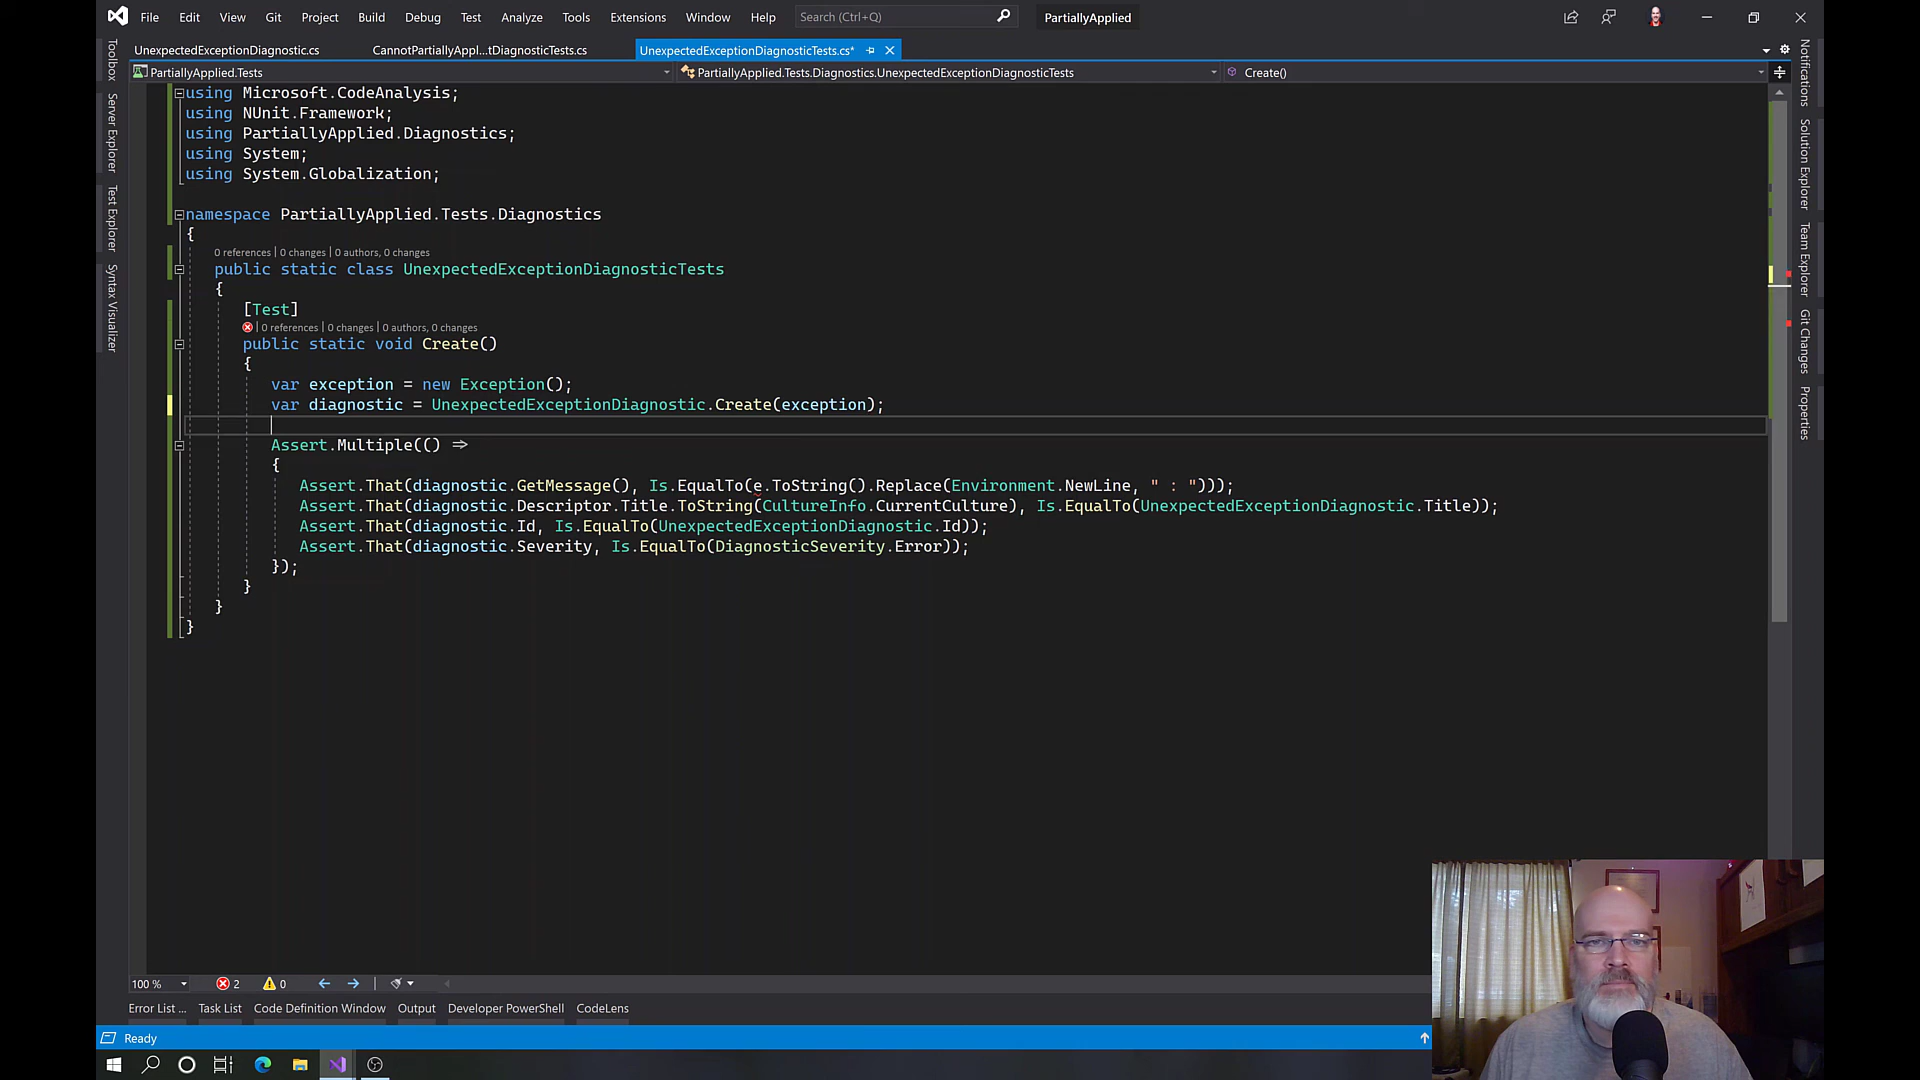 File Edit View Git Project Build Debug Test Analyze Tools Extensions Window Help Search (Ctrl+Q) PartiallyApplied
UnexpectedExceptionDiagnostic.cs CannotPartiallyAppl...tDiagnosticTests.cs UnexpectedExceptionDiagnosticTests.cs*
PartiallyApplied.Tests PartiallyApplied.Tests.Diagnostics.UnexpectedExceptionDiagnosticTests Create()
Toolbox
Server Explorer
Test Explorer
Syntax Visualizer
using Microsoft.CodeAnalysis;
using NUnit.Framework;
using PartiallyApplied.Diagnostics;
using System;
using System.Globalization;
namespace PartiallyApplied.Tests.Diagnostics
{
0 references | 0 changes | 0 authors, 0 changes
public static class UnexpectedExceptionDiagnosticTests
{
[Test]
| 0 references | 0 changes | 0 authors, 0 changes
public static void Create()
{
var exception = new Exception();
var diagnostic = UnexpectedExceptionDiagnostic.Create(exception);
Assert.Multiple(() =>
{
Assert.That(diagnostic.GetMessage(), Is.EqualTo(e.ToString().Replace(Environment.NewLine, " : ")));
Assert.That(diagnostic.Descriptor.Title.ToString(CultureInfo.CurrentCulture), Is.EqualTo(UnexpectedExceptionDiagnostic.Title));
Assert.That(diagnostic.Id, Is.EqualTo(UnexpectedExceptionDiagnostic.Id));
Assert.That(diagnostic.Severity, Is.EqualTo(DiagnosticSeverity.Error));
});
}
}
}
Notifications
Solution Explorer
Team Explorer
Git Changes
Properties
100 % 2 0
Error List ... Task List Code Definition Window Output Developer PowerShell CodeLens
Ready